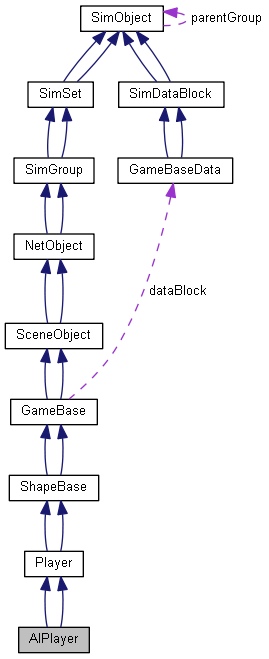 SimObject
parentGroup
SimSet
SimDataBlock
SimGroup
GameBaseData
NetObject
dataBlock
SceneObject
GameBase
ShapeBase
Player
AIPlayer